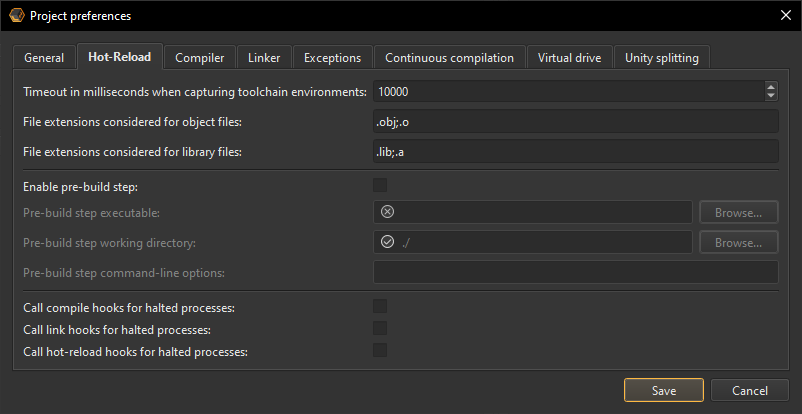 Project preferences
General Hot-Reload Compiler Linker Exceptions Continuous compilation Virtual drive Unity splitting
Timeout in milliseconds when capturing toolchain environments: 10000
File extensions considered for object files: .obj;.o
File extensions considered for library files: .lib;.a
Enable pre-build step:
Pre-build step executable: Browse...
Pre-build step working directory: ./ Browse...
Pre-build step command-line options:
Call compile hooks for halted processes:
Call link hooks for halted processes:
Call hot-reload hooks for halted processes:
Save Cancel